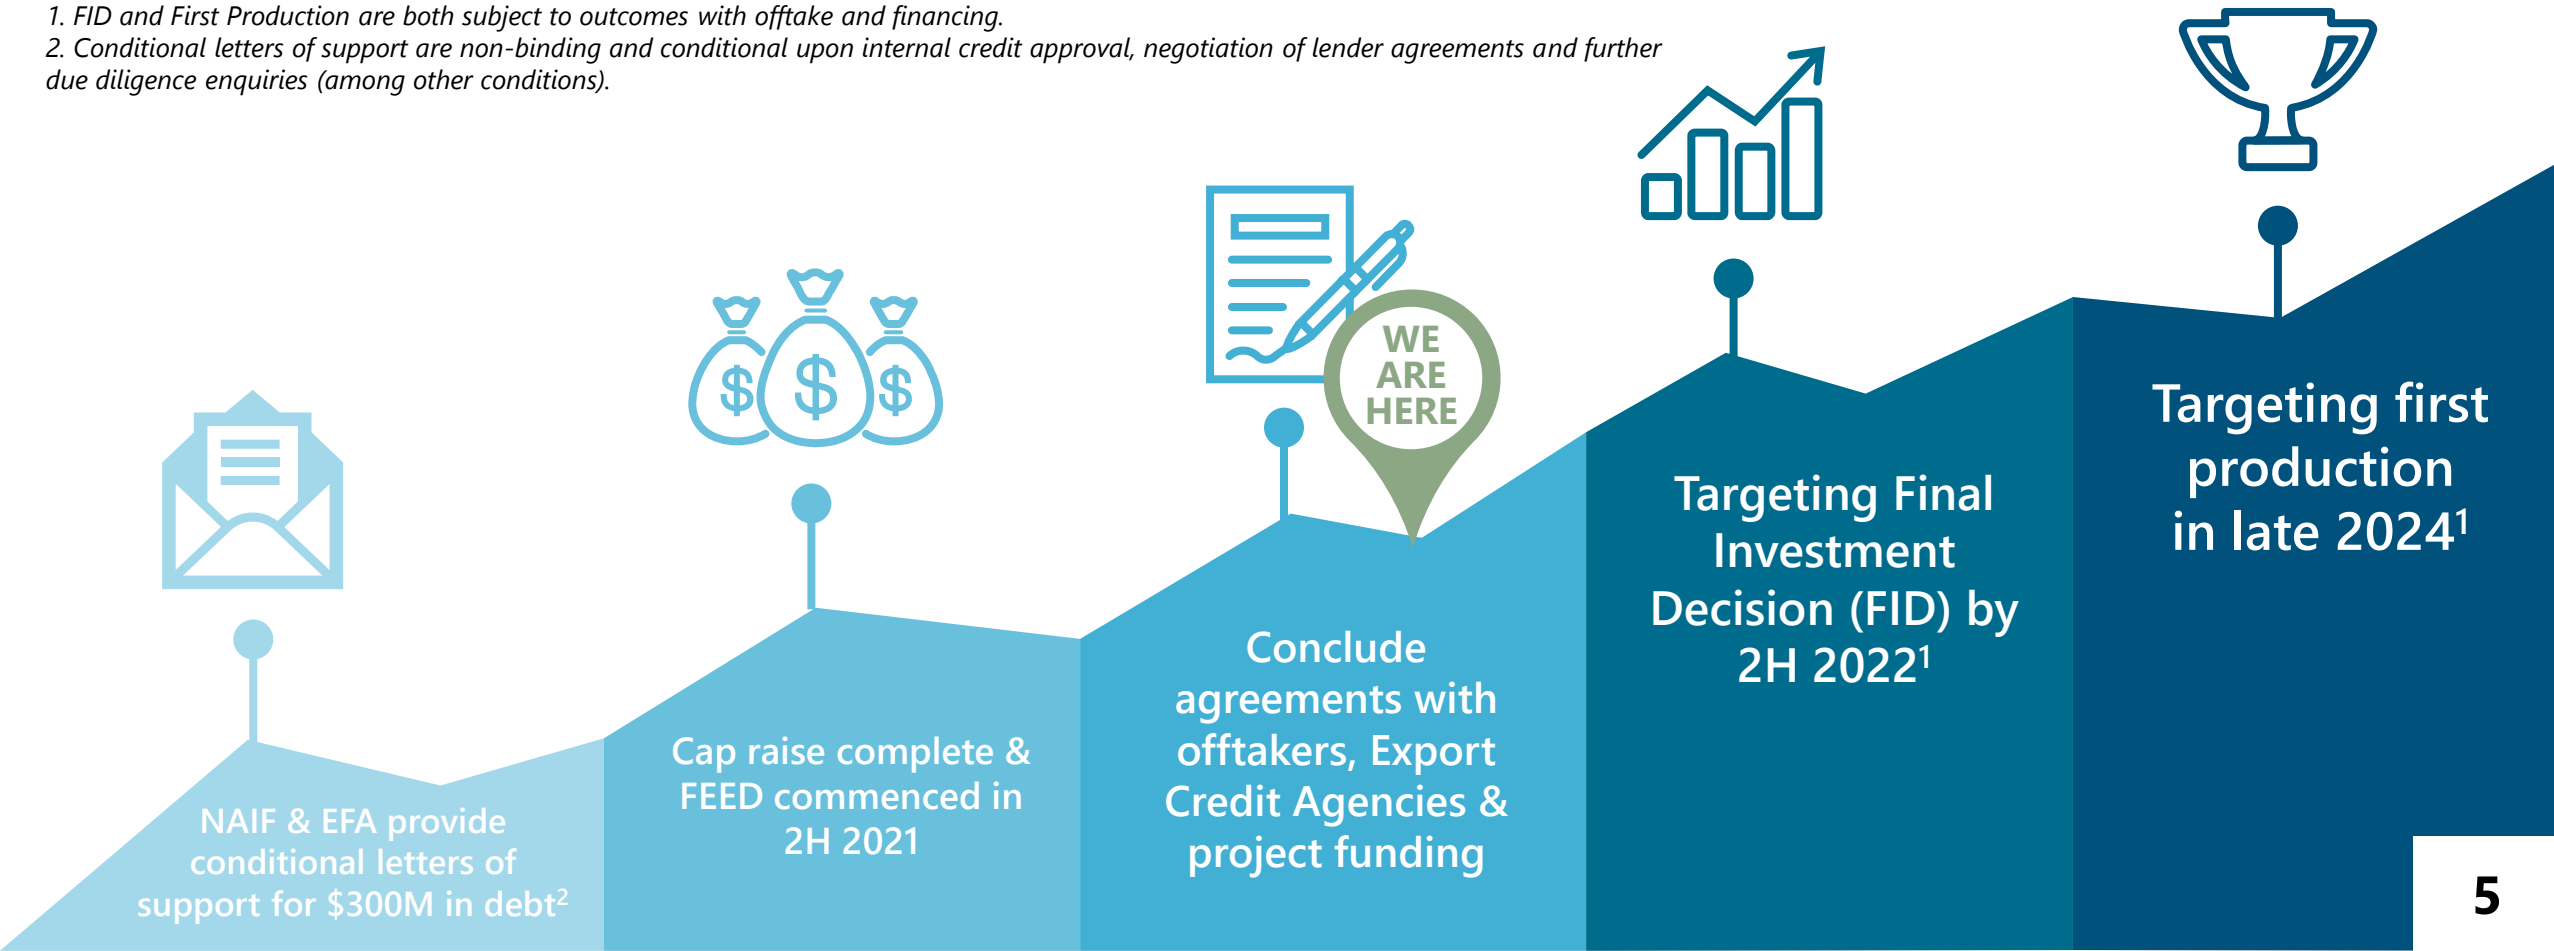 1. FID and First Production are both subject to outcomes with offtake and financing.
2. Conditional letters of support are non-binding and conditional upon internal credit approval, negotiation of lender agreements and further
due diligence enquiries (among other conditions).
NAIF & EFA provide
conditional letters of
support for $300M in debt²
$ $ $
Cap raise complete &
FEED commenced in
2H 2021
WE
ARE
HERE
Conclude
agreements with
offtakers, Export
Credit Agencies &
project funding
Targeting Final
Investment
Decision (FID) by
2H 2022¹
Targeting first
production
in late 2024¹
5